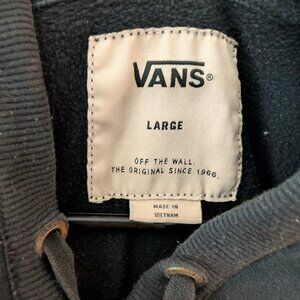 VANS®
LARGE
OFF THE WALL.
THE ORIGINAL SINCE 1966.
MADE IN
VIETNAM